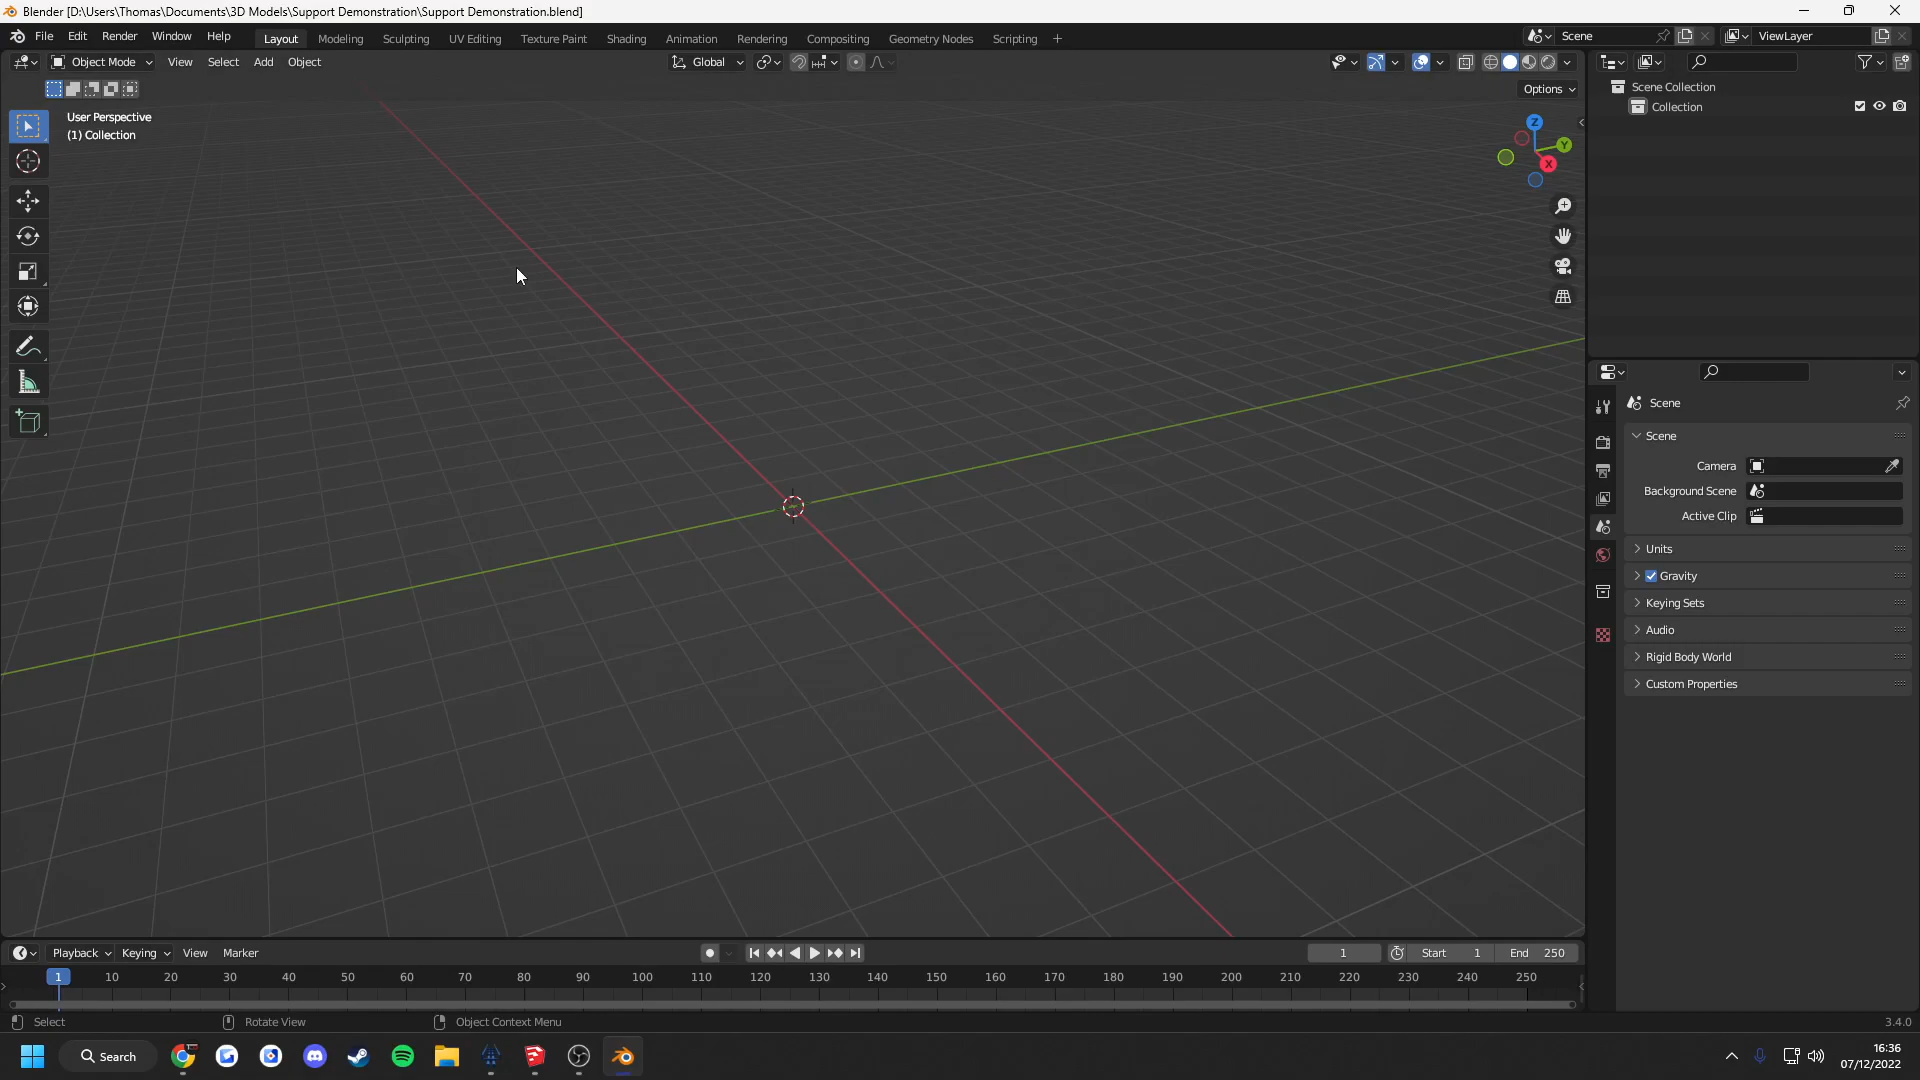 Blender [D:\Users\Thomas\Documents\3D Models\Support Demonstration\Support Demonstration.blend]
File Edit Render Window Help Layout Modeling Sculpting UV Editing Texture Paint Shading Animation Rendering Compositing Geometry Nodes Scripting + Scene ViewLayer
Object Mode View Select Add Object Global
Options
User Perspective
(1) Collection
Z
Y
X
Scene Collection
Collection
Scene
Scene
Camera
Background Scene
Active Clip
Units
Gravity
Keying Sets
Audio
Rigid Body World
Custom Properties
Playback Keying View Marker 1 Start 1 End 250
1 10 20 30 40 50 60 70 80 90 100 110 120 130 140 150 160 170 180 190 200 210 220 230 240 250
Select Rotate View Object Context Menu 3.4.0
Search 16:36
07/12/2022